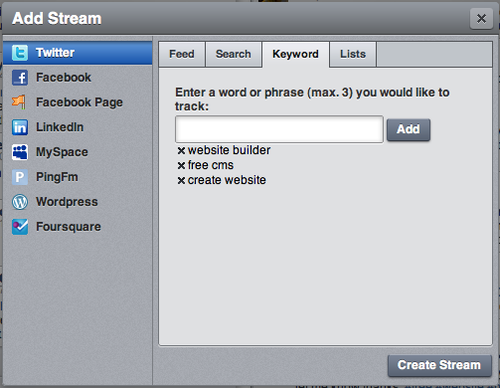 Add Stream
Twitter
Facebook
Facebook Page
LinkedIn
MySpace
PingFm
Wordpress
Foursquare
Feed Search Keyword Lists
Enter a word or phrase (max. 3) you would like to
track:
Add
website builder
free cms
create website
Create Stream